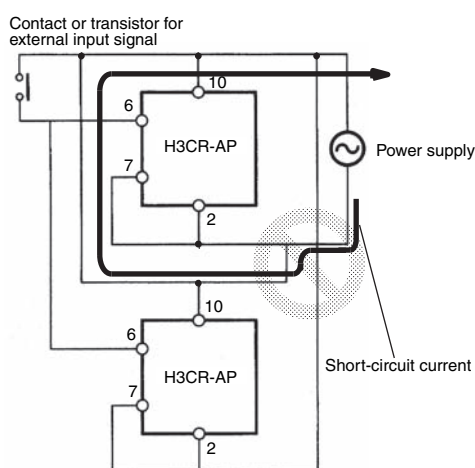 Contact or transistor for
external input signal
10
6
H3CR-AP
7
2
Power supply
10
6
H3CR-AP
7
2
Short-circuit current